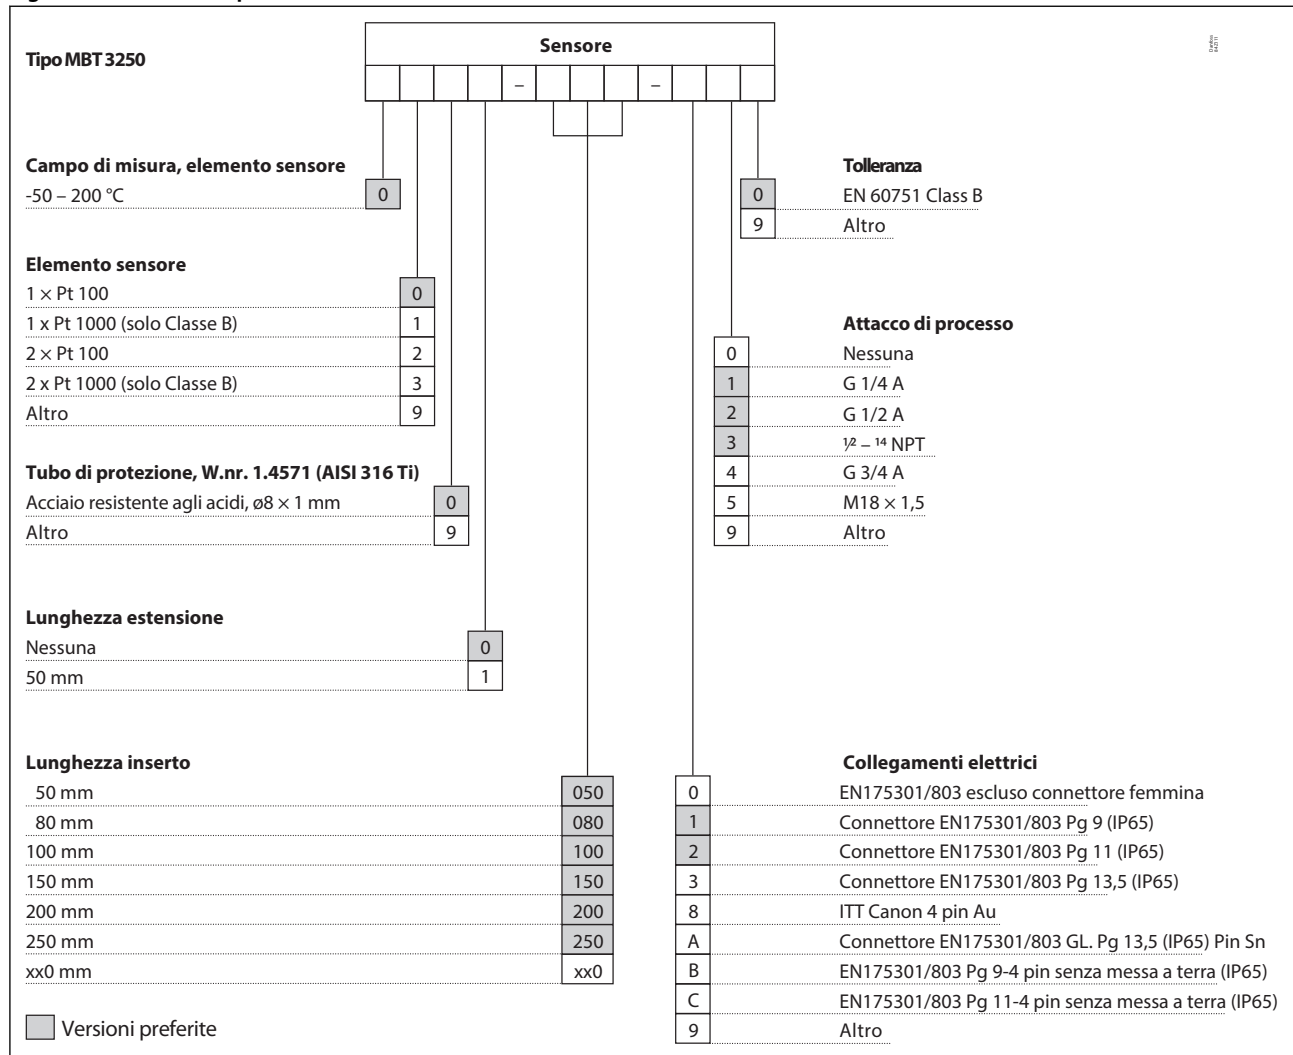 Tipo MBT 3250
Sensore
– –
Campo di misura, elemento sensore
-50 – 200 °C 0
Elemento sensore
1 × Pt 100 0
1 x Pt 1000 (solo Classe B) 1
2 × Pt 100 2
2 x Pt 1000 (solo Classe B) 3
Altro 9
Tubo di protezione, W.nr. 1.4571 (AISI 316 Ti)
Acciaio resistente agli acidi, ø8 × 1 mm 0
Altro 9
Lunghezza estensione
Nessuna 0
50 mm 1
Lunghezza inserto
50 mm 050
80 mm 080
100 mm 100
150 mm 150
200 mm 200
250 mm 250
xx0 mm xx0
Versioni preferite
Tolleranza
0 EN 60751 Class B
9 Altro
Attacco di processo
0 Nessuna
1 G 1/4 A
2 G 1/2 A
3 ½ – ¹⁴ NPT
4 G 3/4 A
5 M18 × 1,5
9 Altro
Collegamenti elettrici
0 EN175301/803 escluso connettore femmina
1 Connettore EN175301/803 Pg 9 (IP65)
2 Connettore EN175301/803 Pg 11 (IP65)
3 Connettore EN175301/803 Pg 13,5 (IP65)
8 ITT Canon 4 pin Au
A Connettore EN175301/803 GL. Pg 13,5 (IP65) Pin Sn
B EN175301/803 Pg 9-4 pin senza messa a terra (IP65)
C EN175301/803 Pg 11-4 pin senza messa a terra (IP65)
9 Altro